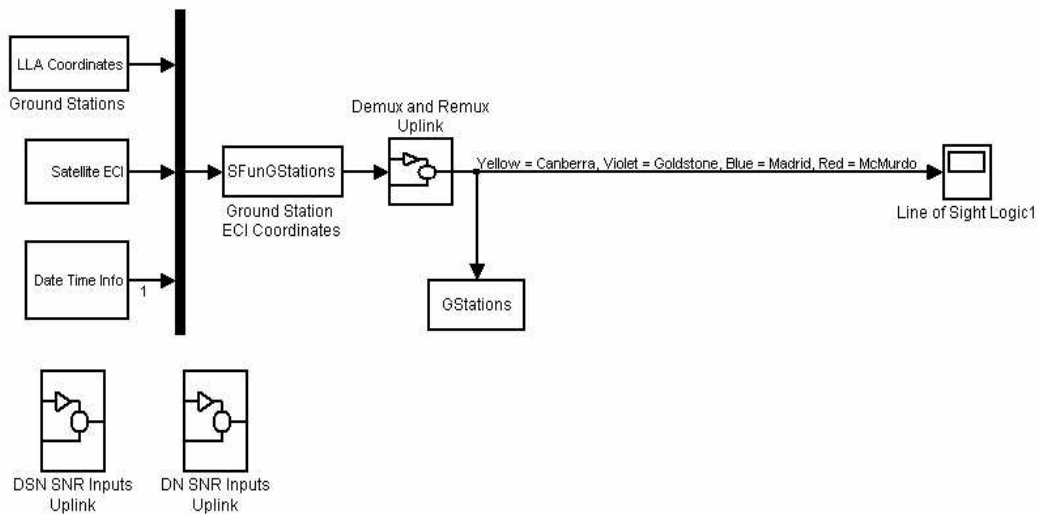 LLA Coordinates
Ground Stations
Satellite ECI
Date Time Info
1
SFunGStations
Ground Station
ECI Coordinates
Demux and Remux
Uplink
Yellow = Canberra, Violet = Goldstone, Blue = Madrid, Red = McMurdo
Line of Sight Logic1
GStations
DSN SNR Inputs
Uplink
DN SNR Inputs
Uplink